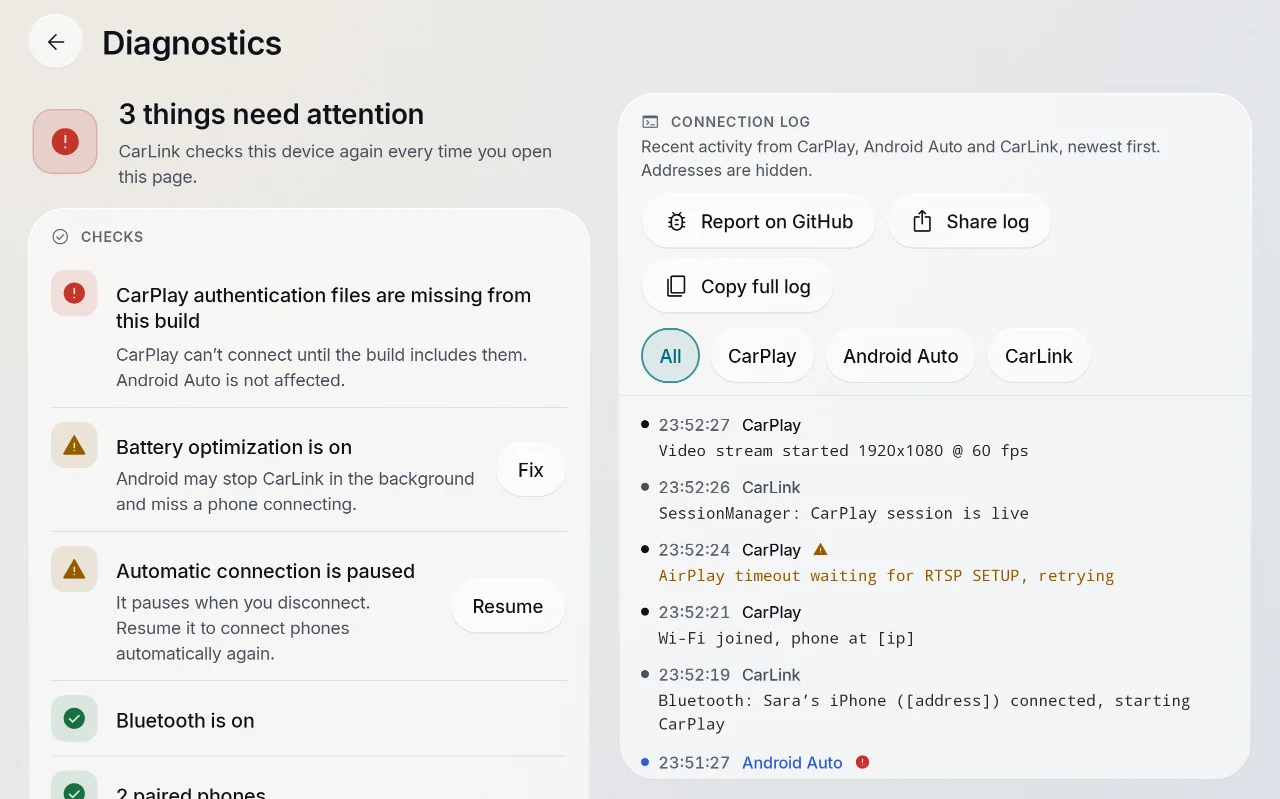 Diagnostics
3 things need attention
CarLink checks this device again every time you open
this page.
CHECKS
CarPlay authentication files are missing from
this build
CarPlay can’t connect until the build includes them.
Android Auto is not affected.
Battery optimization is on
Android may stop CarLink in the background
and miss a phone connecting.
Fix
Automatic connection is paused
It pauses when you disconnect.
Resume it to connect phones
automatically again.
Resume
Bluetooth is on
2 paired phones
CONNECTION LOG
Recent activity from CarPlay, Android Auto and CarLink, newest first.
Addresses are hidden.
Report on GitHub
Share log
Copy full log
All
CarPlay
Android Auto
CarLink
23:52:27 CarPlay
Video stream started 1920x1080 @ 60 fps
23:52:26 CarLink
SessionManager: CarPlay session is live
23:52:24 CarPlay
AirPlay timeout waiting for RTSP SETUP, retrying
23:52:21 CarPlay
Wi-Fi joined, phone at [ip]
23:52:19 CarLink
Bluetooth: Sara’s iPhone ([address]) connected, starting
CarPlay
23:51:27 Android Auto